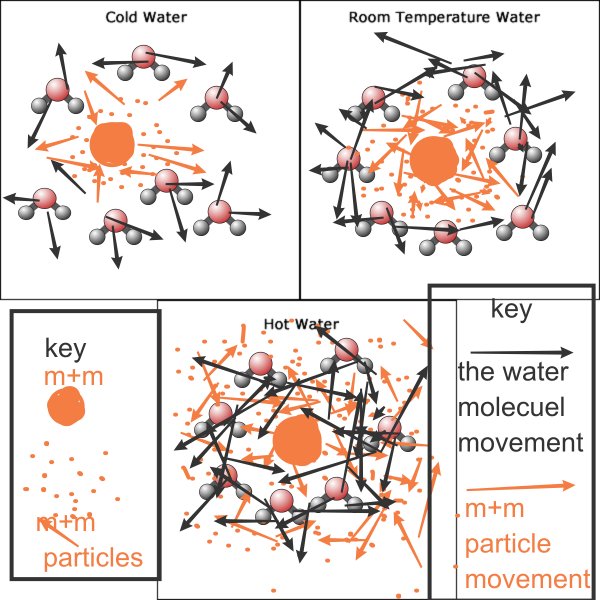 Cold Water
Room Temperature Water
key
m+m
m+m
particles
Hot Water
key
the water
molecuel
movement
m+m
particle
movement